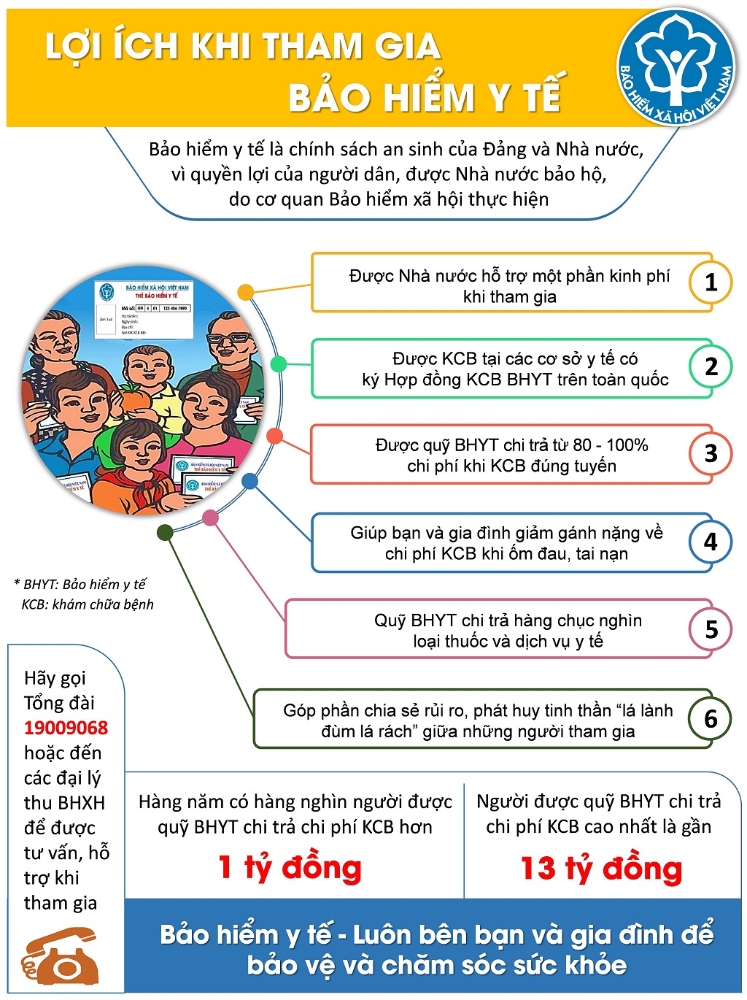 LỢI ÍCH KHI THAM GIA
BẢO HIỂM Y TẾ
BẢO HIỂM XÃ HỘI VIỆT NAM
Bảo hiểm y tế là chính sách an sinh của Đảng và Nhà nước,
vì quyền lợi của người dân, được Nhà nước bảo hộ,
do cơ quan Bảo hiểm xã hội thực hiện
BẢO HIỂM XÃ HỘI VIỆT NAM
THẺ BẢO HIỂM Y TẾ
Được Nhà nước hỗ trợ một phần kinh phí
khi tham gia
1
Được KCB tại các cơ sở y tế có
ký Hợp đồng KCB BHYT trên toàn quốc
2
Được quỹ BHYT chi trả từ 80 - 100%
chi phí khi KCB đúng tuyến
3
Giúp bạn và gia đình giảm gánh nặng về
chi phí KCB khi ốm đau, tai nạn
4
Quỹ BHYT chi trả hàng chục nghìn
loại thuốc và dịch vụ y tế
5
Góp phần chia sẻ rủi ro, phát huy tinh thần “lá lành
đùm lá rách” giữa những người tham gia
6
* BHYT: Bảo hiểm y tế
KCB: khám chữa bệnh
Hãy gọi
Tổng đài
19009068
hoặc đến
các đại lý
thu BHXH
để được
tư vấn, hỗ
trợ khi
tham gia
Hàng năm có hàng nghìn người được
quỹ BHYT chi trả chi phí KCB hơn
1 tỷ đồng
Người được quỹ BHYT chi trả
chi phí KCB cao nhất là gần
13 tỷ đồng
Bảo hiểm y tế - Luôn bên bạn và gia đình để
bảo vệ và chăm sóc sức khỏe